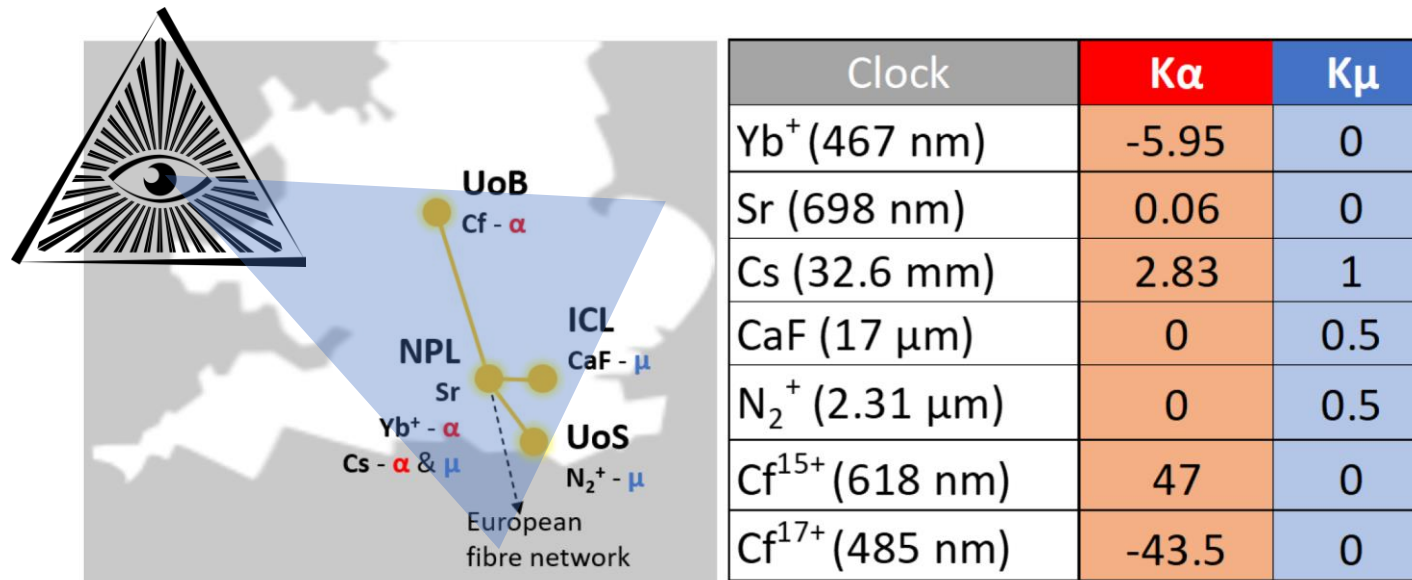 UoB
Cf - α
ICL
CaF - μ
NPL
Sr
Yb⁺ - α
Cs - α & μ
UoS
N₂⁺ - μ
European
fibre network
Clock Kα Kμ
Yb⁺ (467 nm) -5.95 0
Sr (698 nm) 0.06 0
Cs (32.6 mm) 2.83 1
CaF (17 μm) 0 0.5
N₂⁺ (2.31 μm) 0 0.5
Cf¹⁵⁺ (618 nm) 47 0
Cf¹⁷⁺ (485 nm) -43.5 0